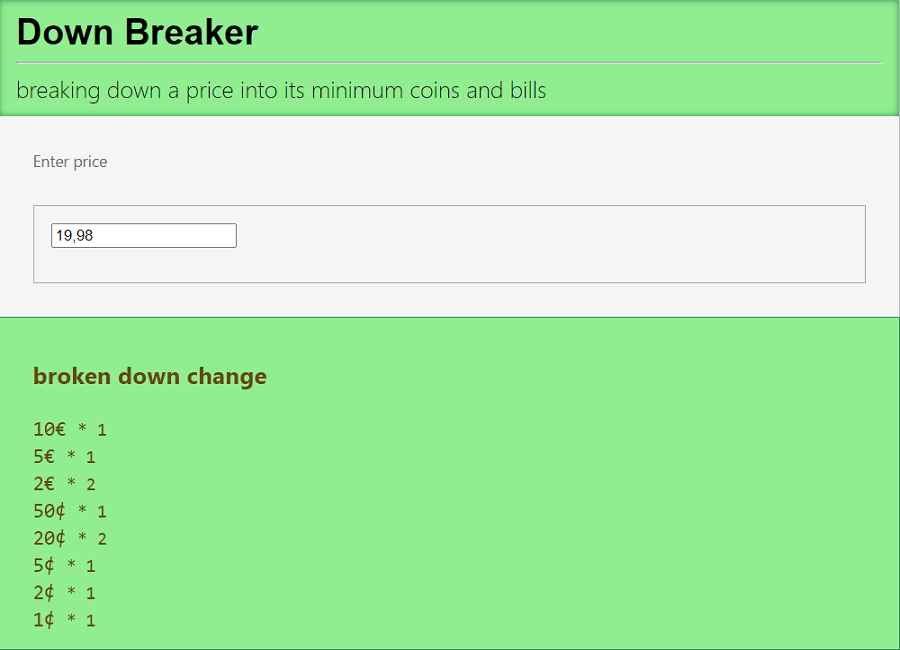 Down Breaker
breaking down a price into its minimum coins and bills
Enter price
19,98
broken down change
10€ * 1
5€ * 1
2€ * 2
50¢ * 1
20¢ * 2
5¢ * 1
2¢ * 1
1¢ * 1